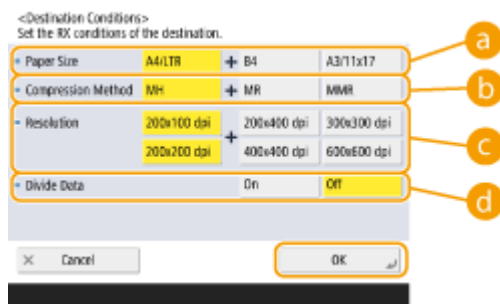 <Destination Conditions>
Set the RX conditions of the destination.
Paper Size A4/LTR + B4 A3/11x17 a
Compression Method MH + MR MMR b
Resolution 200x100 dpi 200x400 dpi 300x300 dpi
+ c
200x200 dpi 400x400 dpi 600x600 dpi
Divide Data On Off d
× Cancel OK